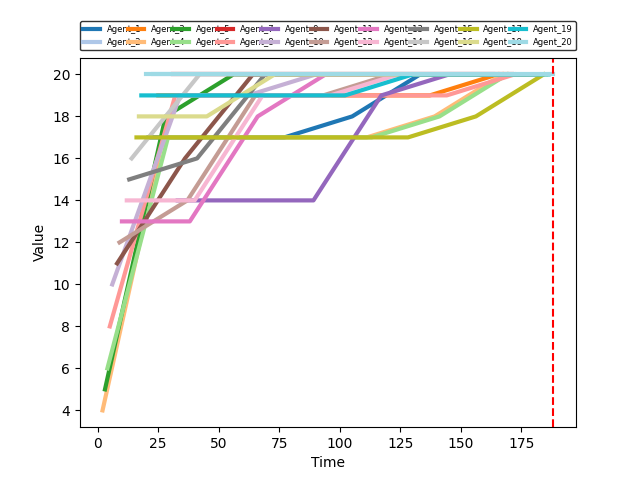 Agent_1 Agent_3 Agent_5 Agent_7 Agent_9 Agent_11 Agent_13 Agent_15 Agent_17 Agent_19
Agent_2 Agent_4 Agent_6 Agent_8 Agent_10 Agent_12 Agent_14 Agent_16 Agent_18 Agent_20
20
18
16
14
12
10
8
6
4
Value
0 25 50 75 100 125 150 175
Time